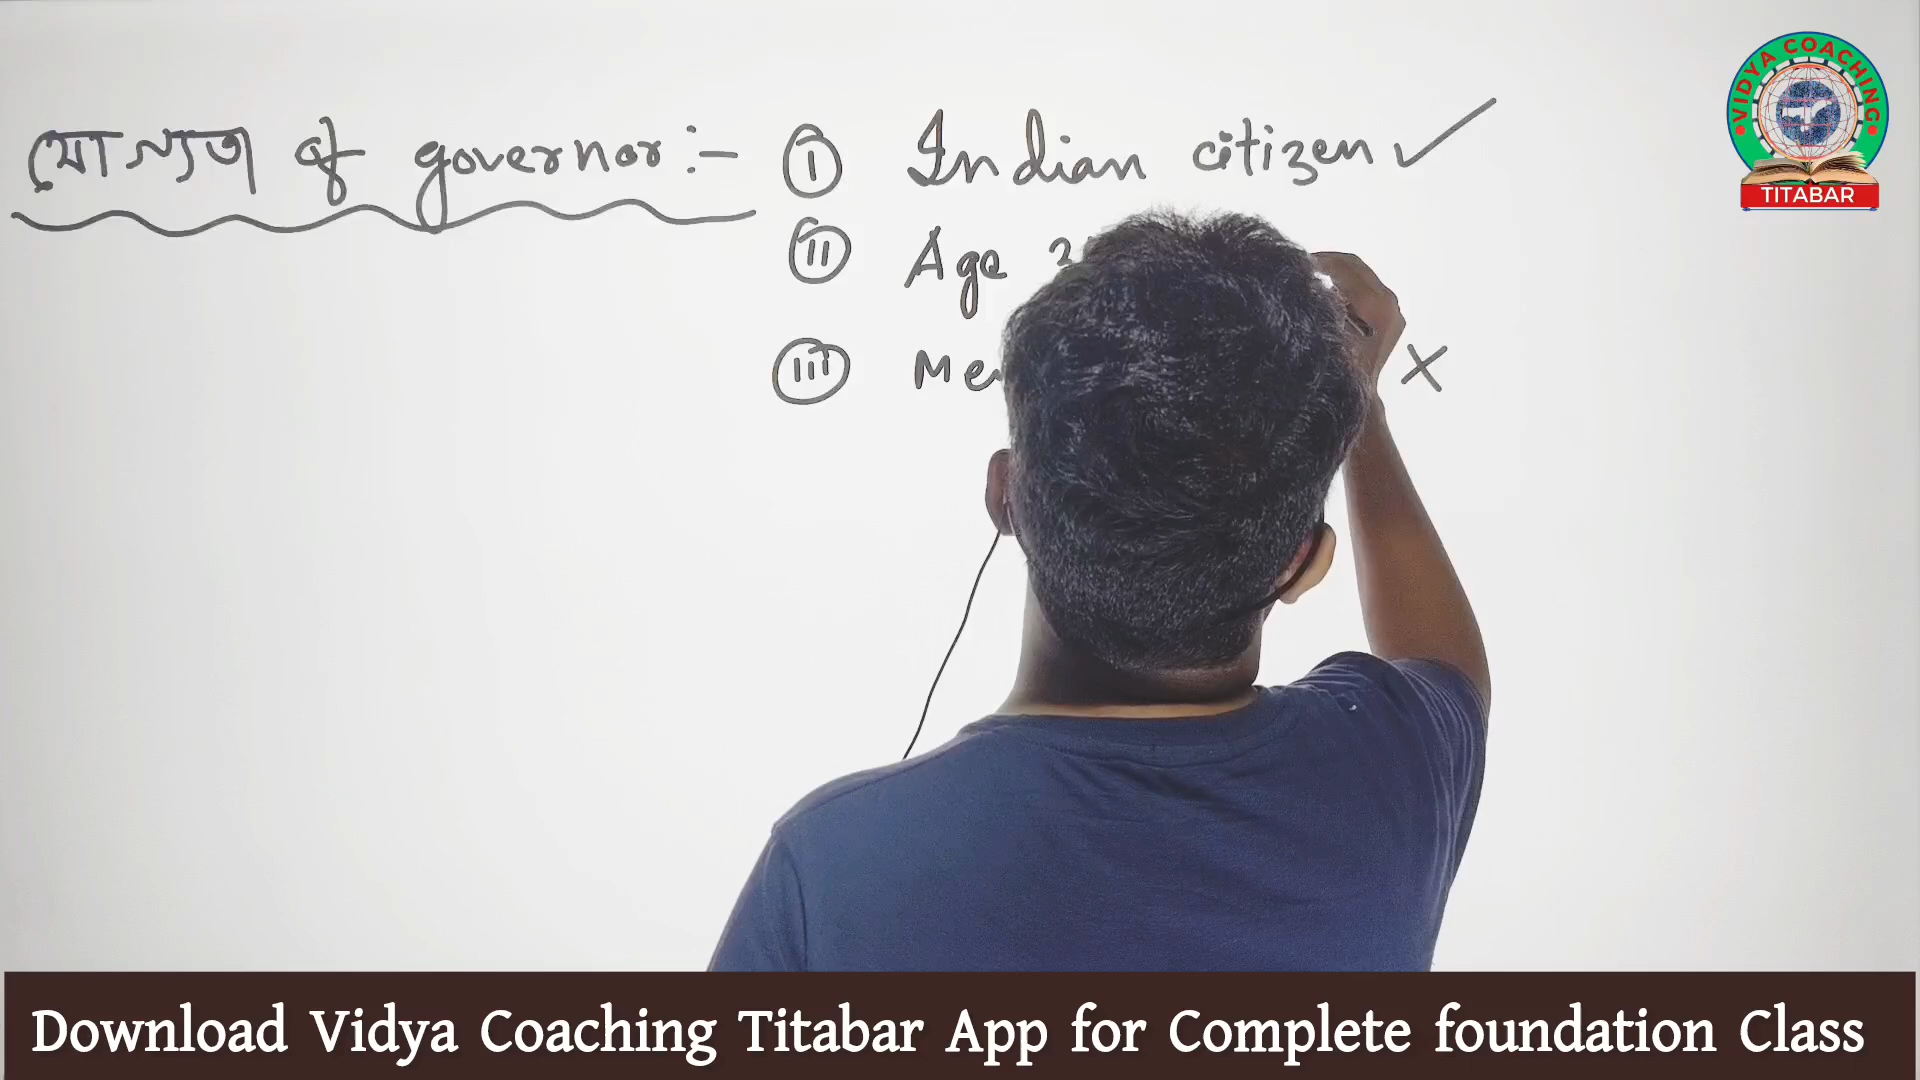 যোগ্যতা of governor :- (i) Indian citizen ✓
(ii) Age
(iii)
VIDYA COACHING
TITABAR
Download Vidya Coaching Titabar App for Complete foundation Class